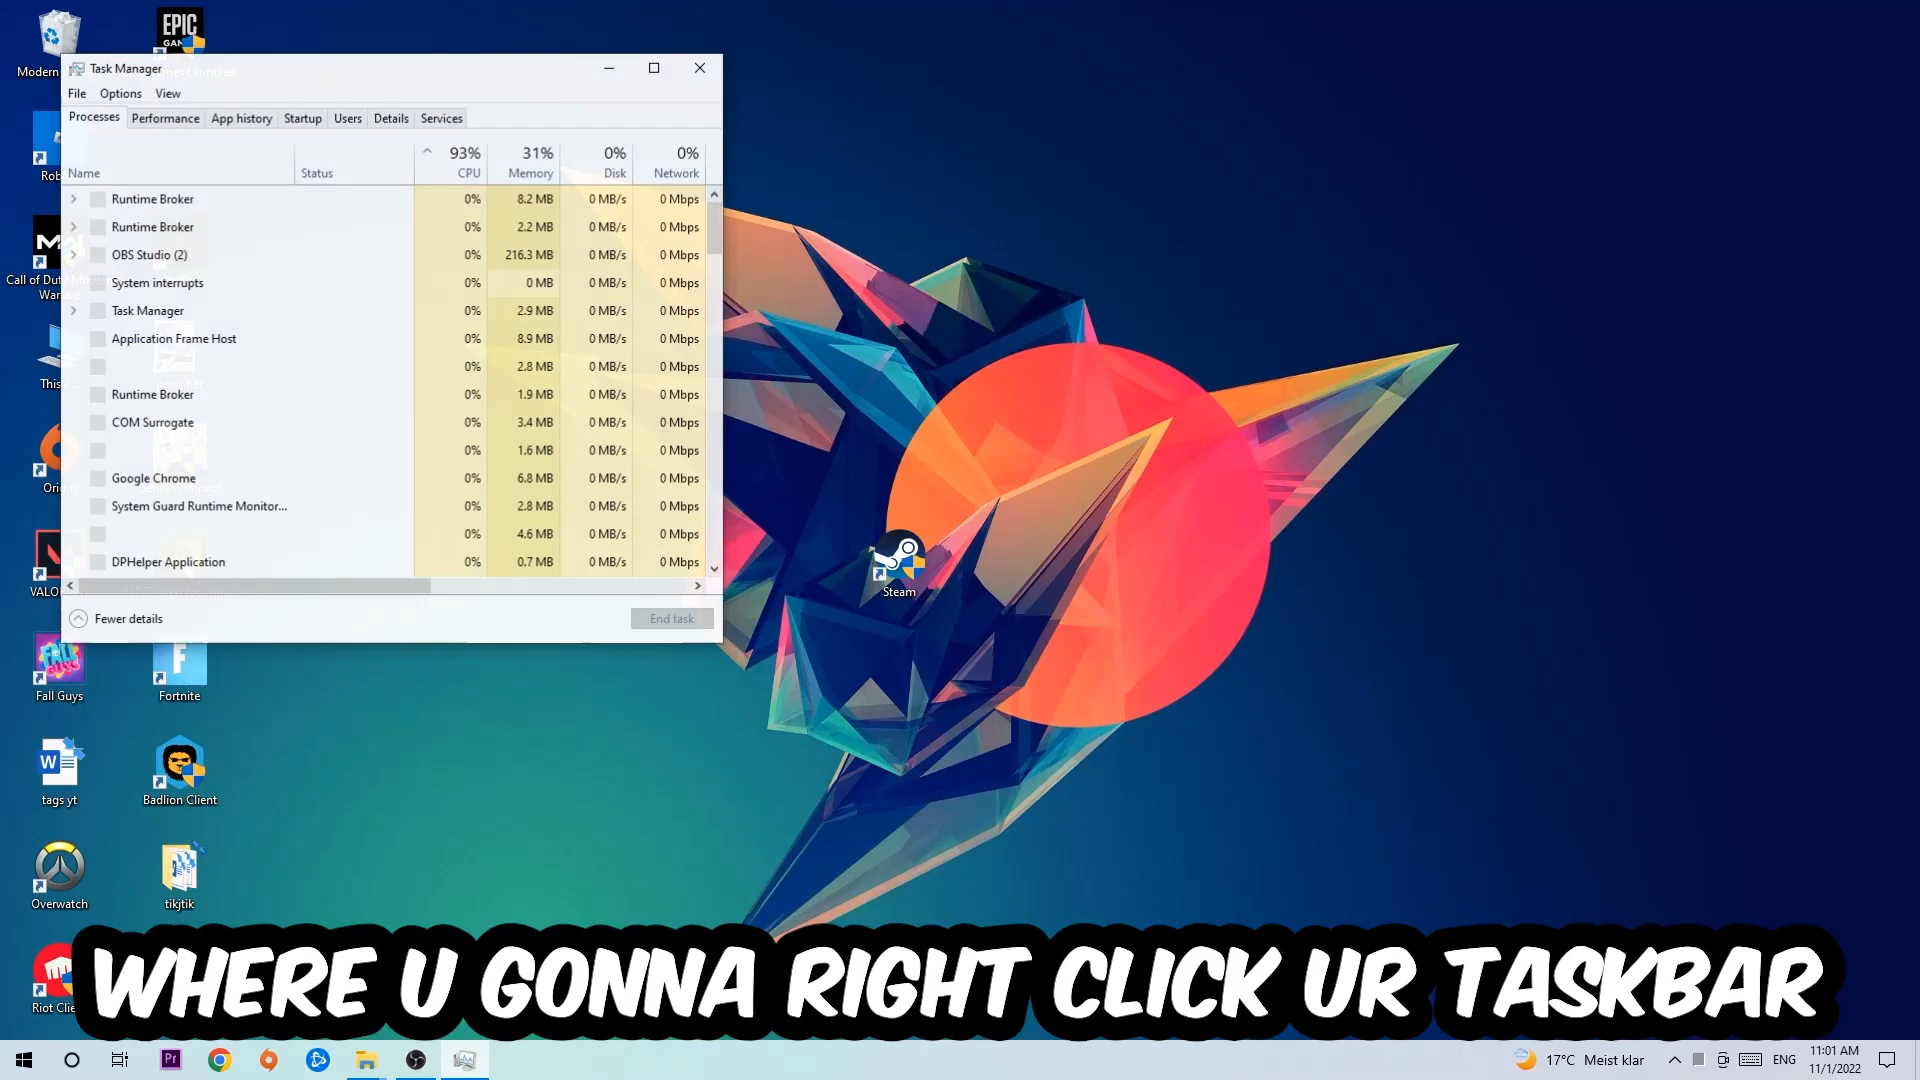 EPIC
GAMES
Modern
Task Manager
File Options View
Processes Performance App history Startup Users Details Services
93% 31% 0% 0%
Name Status CPU Memory Disk Network
Runtime Broker 0% 8.2 MB 0 MB/s 0 Mbps
Runtime Broker 0% 2.2 MB 0 MB/s 0 Mbps
OBS Studio (2) 0% 216.3 MB 0 MB/s 0 Mbps
System interrupts 0% 0 MB 0 MB/s 0 Mbps
Task Manager 0% 2.9 MB 0 MB/s 0 Mbps
Application Frame Host 0% 8.9 MB 0 MB/s 0 Mbps
0% 2.8 MB 0 MB/s 0 Mbps
Runtime Broker 0% 1.9 MB 0 MB/s 0 Mbps
COM Surrogate 0% 3.4 MB 0 MB/s 0 Mbps
0% 1.6 MB 0 MB/s 0 Mbps
Google Chrome 0% 6.8 MB 0 MB/s 0 Mbps
System Guard Runtime Monitor... 0% 2.8 MB 0 MB/s 0 Mbps
0% 4.6 MB 0 MB/s 0 Mbps
DPHelper Application 0% 0.7 MB 0 MB/s 0 Mbps
Fewer details End task
Call of Duty
This
Steam
Fall Guys Fortnite
tags yt Badlion Client
Overwatch tikjtik
Riot Clie
WHERE U GONNA RIGHT CLICK UR TASKBAR
Pr
17°C Meist klar ENG 11:01 AM
11/1/2022